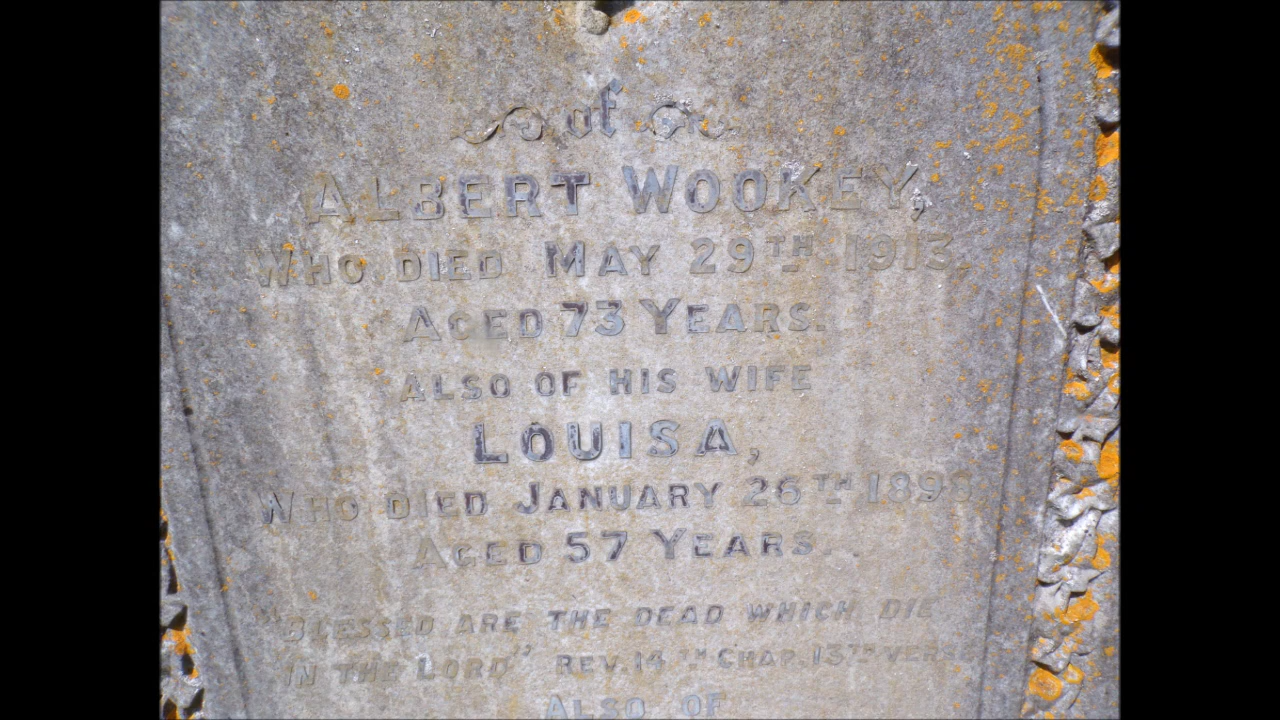 of
ALBERT WOOKEY,
WHO DIED MAY 29TH 1913,
AGED 73 YEARS.
ALSO OF HIS WIFE
LOUISA,
WHO DIED JANUARY 26TH
AGED 57 YEARS.
"BLESSED ARE THE DEAD WHICH DIE
IN THE LORD" REV. 14TH CHAP. 13TH VERSE
ALSO OF